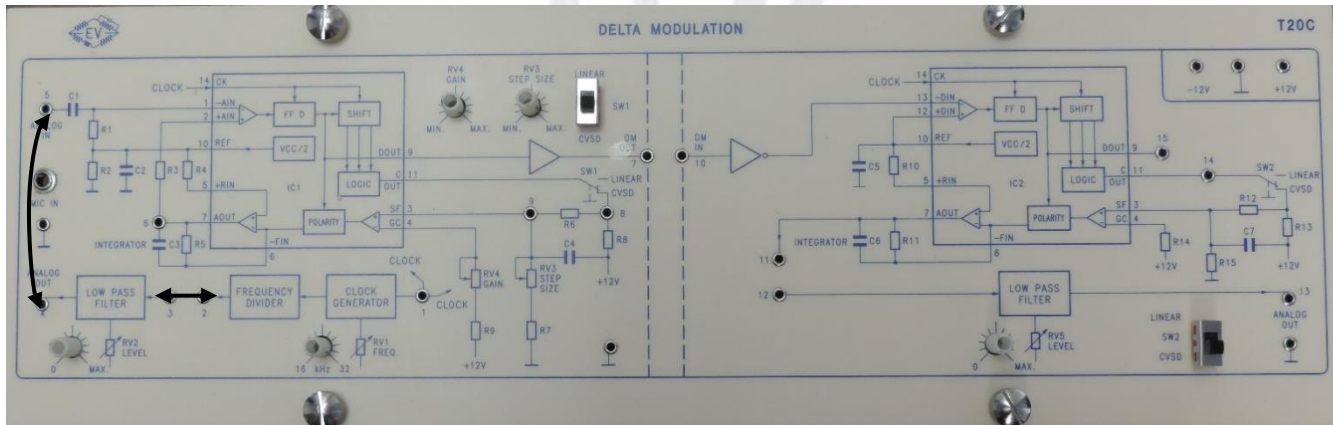 EV
DELTA MODULATION
T20C
5
C1
ANALOG
IN
R1
R2
C2
R3
R4
MIC IN
6
INTEGRATOR
C3
R5
CLOCK
14
CK
1
-AIN
2
+AIN
10
REF
5
+RIN
7
AOUT
-FIN
6
FF D
SHIFT
VCC/2
LOGIC
IC1
POLARITY
DOUT
9
C
OUT
11
SF
3
GC
4
RV4
GAIN
MIN.
MAX.
RV3
STEP SIZE
MIN.
MAX.
LINEAR
SW1
CVSD
DM
OUT
7
SW1
LINEAR
CVSD
9
R6
8
C4
R8
+12V
RV4
GAIN
R9
+12V
RV3
STEP
SIZE
R7
ANALOG
OUT
4
LOW PASS
FILTER
3
2
FREQUENCY
DIVIDER
CLOCK
GENERATOR
CLOCK
1
CLOCK
RV2
LEVEL
0
MAX.
RV1
FREQ.
16 kHz 32
DM
IN
10
CLOCK
14
CK
13
-DIN
12
+DIN
10
REF
C5
R10
5
+RIN
7
AOUT
-FIN
6
FF D
SHIFT
VCC/2
LOGIC
IC2
POLARITY
DOUT
9
15
C
OUT
11
14
SW2
LINEAR
CVSD
SF
3
GC
4
R12
R13
C7
R14
+12V
R15
+12V
11
INTEGRATOR
C6
R11
12
LOW PASS
FILTER
RV5
LEVEL
0
MAX.
13
ANALOG
OUT
LINEAR
SW2
CVSD
-12V
+12V